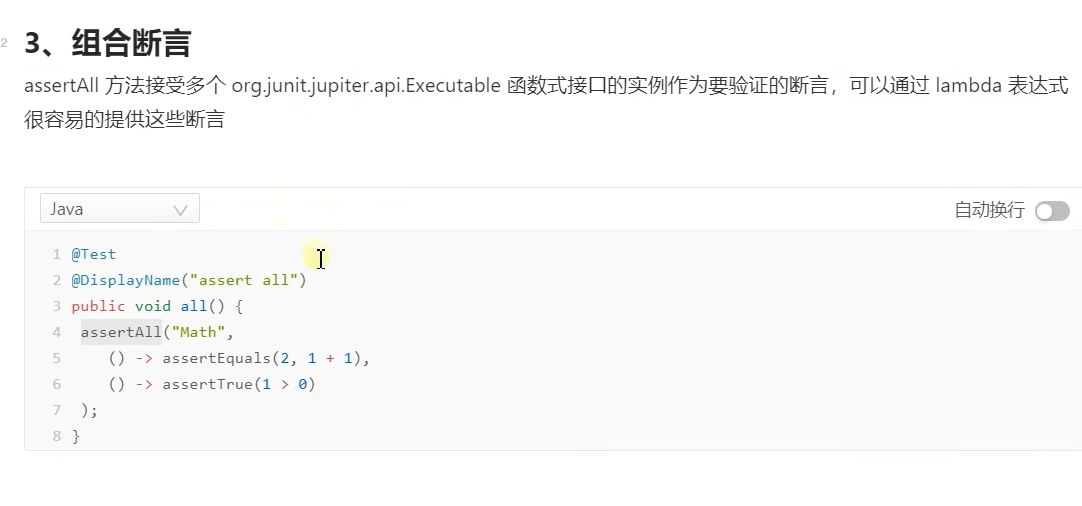 2
3、组合断言
assertAll 方法接受多个 org.junit.jupiter.api.Executable 函数式接口的实例作为要验证的断言，可以通过 lambda 表达式
很容易的提供这些断言
Java
自动换行
1 @Test
2 @DisplayName("assert all")
3 public void all() {
4  assertAll("Math",
5     () -> assertEquals(2, 1 + 1),
6     () -> assertTrue(1 > 0)
7  );
8 }